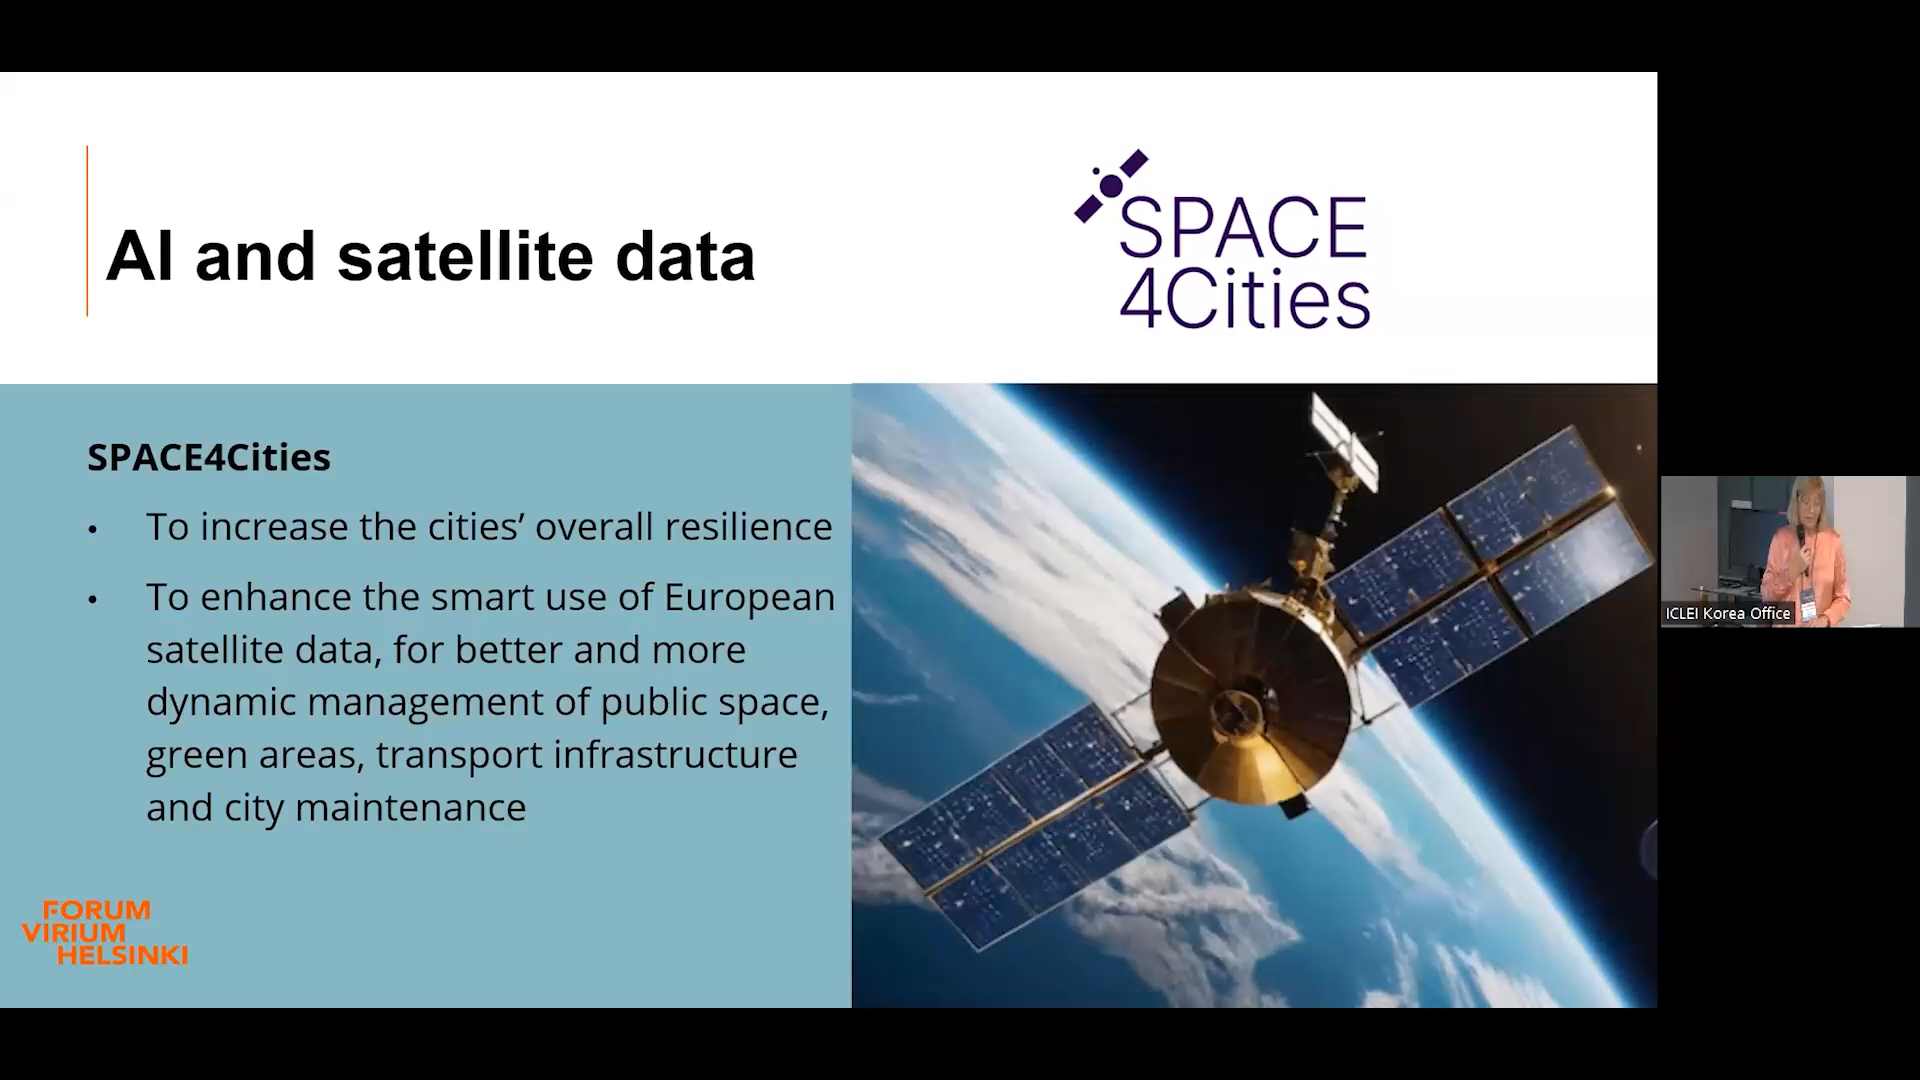 AI and satellite data
SPACE
4Cities
SPACE4Cities
• To increase the cities’ overall resilience
• To enhance the smart use of European
satellite data, for better and more
dynamic management of public space,
green areas, transport infrastructure
and city maintenance
FORUM
VIRIUM
HELSINKI
ICLEI Korea Office